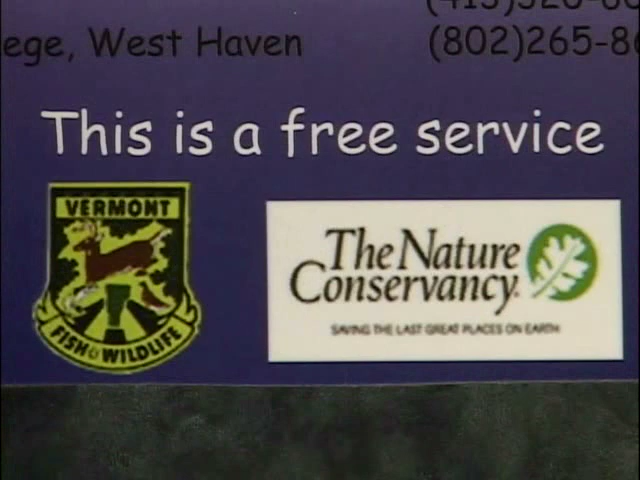 ege, West Haven (802)265-86
This is a free service
VERMONT
FISH & WILDLIFE
The Nature
Conservancy.
SAVING THE LAST GREAT PLACES ON EARTH